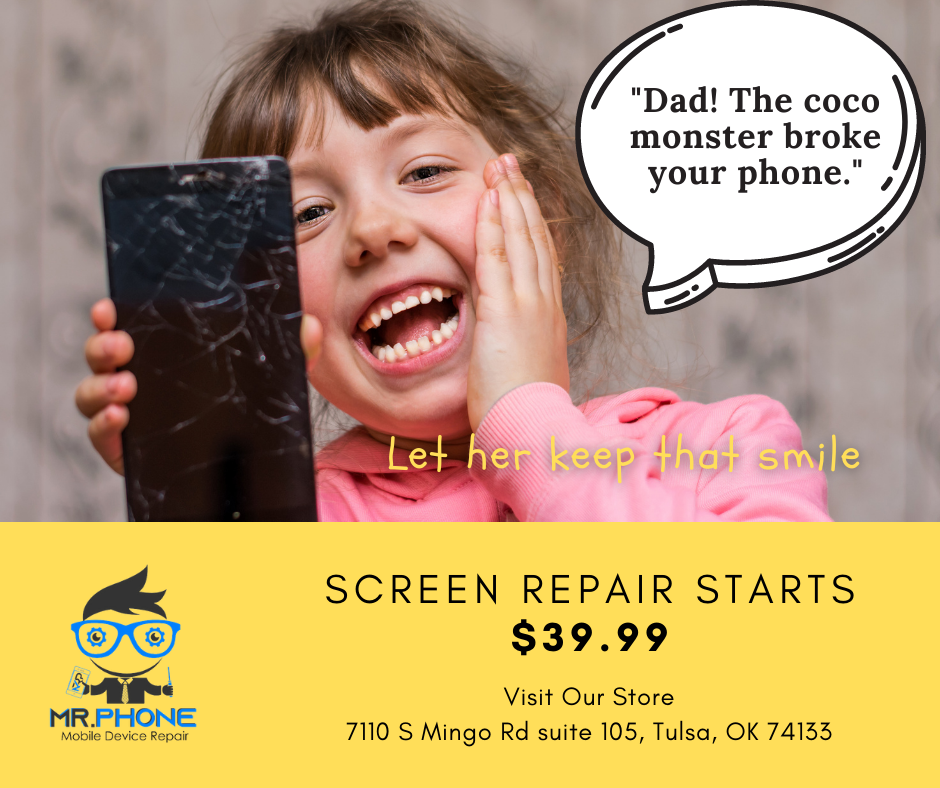 "Dad! The coco
monster broke
your phone."
Let her keep that smile
SCREEN REPAIR STARTS
$39.99
Visit Our Store
7110 S Mingo Rd suite 105, Tulsa, OK 74133
MR.PHONE
Mobile Device Repair